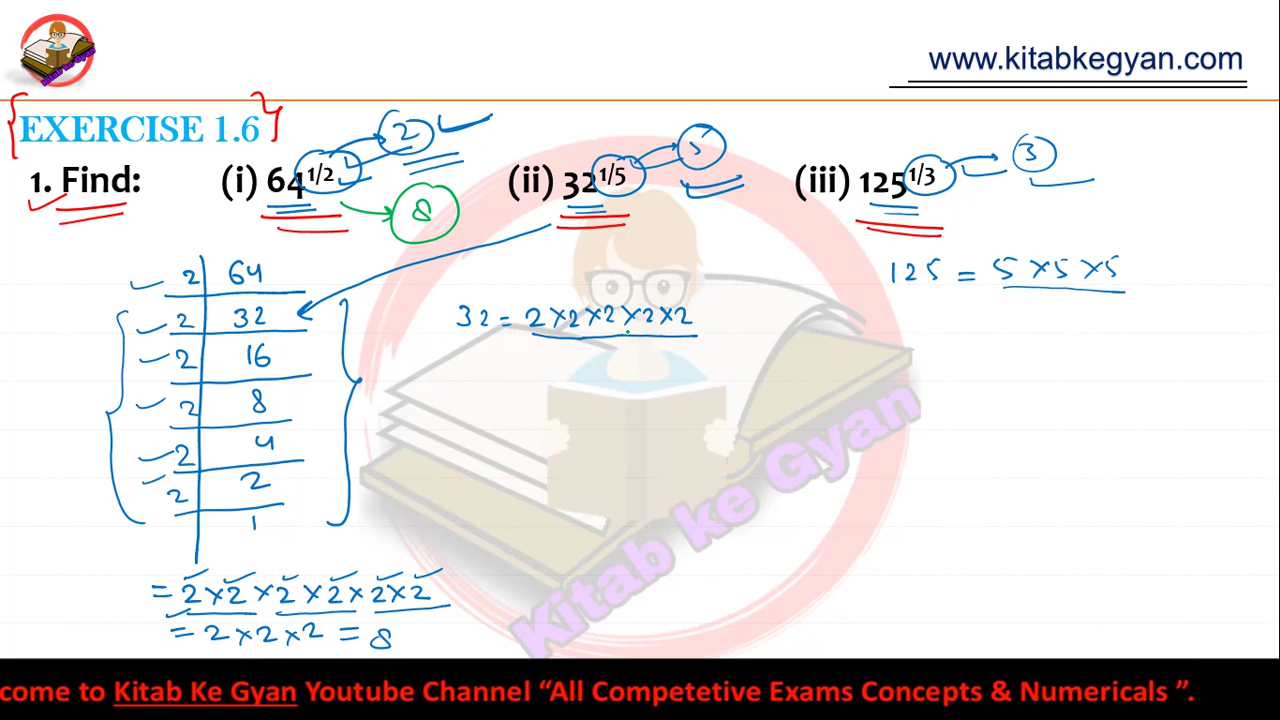 Kitab Ke Gyan
www.kitabkegyan.com
{EXERCISE 1.6}
1. Find: (i) 64^1/2 (ii) 32^1/5 (iii) 125^1/3
2 5 3
8
2 | 64
2 | 32
2 | 16
2 | 8
2 | 4
2 | 2
1
= 2×2×2×2×2×2
= 2×2×2 = 8
32 = 2×2×2×2×2
125 = 5×5×5
Kitab ke Gyan
come to Kitab Ke Gyan Youtube Channel “All Competetive Exams Concepts & Numericals ”.